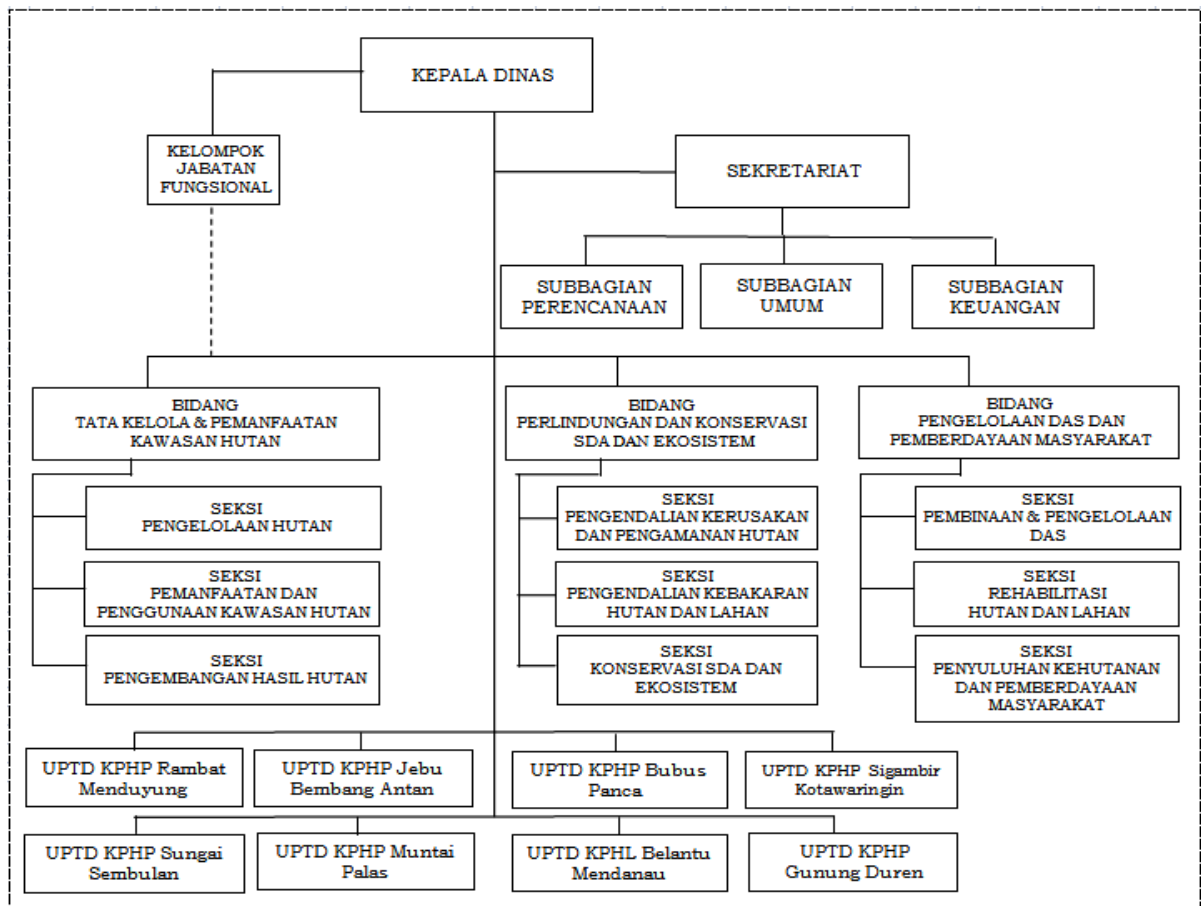 KEPALA DINAS
KELOMPOK
JABATAN
FUNGSIONAL
SEKRETARIAT
SUBBAGIAN
PERENCANAAN
SUBBAGIAN
UMUM
SUBBAGIAN
KEUANGAN
BIDANG
TATA KELOLA & PEMANFAATAN
KAWASAN HUTAN
BIDANG
PERLINDUNGAN DAN KONSERVASI
SDA DAN EKOSISTEM
BIDANG
PENGELOLAAN DAS DAN
PEMBERDAYAAN MASYARAKAT
SEKSI
PENGELOLAAN HUTAN
SEKSI
PEMANFAATAN DAN
PENGGUNAAN KAWASAN HUTAN
SEKSI
PENGEMBANGAN HASIL HUTAN
SEKSI
PENGENDALIAN KERUSAKAN
DAN PENGAMANAN HUTAN
SEKSI
PENGENDALIAN KEBAKARAN
HUTAN DAN LAHAN
SEKSI
KONSERVASI SDA DAN
EKOSISTEM
SEKSI
PEMBINAAN & PENGELOLAAN
DAS
SEKSI
REHABILITASI
HUTAN DAN LAHAN
SEKSI
PENYULUHAN KEHUTANAN
DAN PEMBERDAYAAN
MASYARAKAT
UPTD KPHP Rambat
Menduyung
UPTD KPHP Jebu
Bembang Antan
UPTD KPHP Bubus
Panca
UPTD KPHP Sigambir
Kotawaringin
UPTD KPHP Sungai
Sembulan
UPTD KPHP Muntai
Palas
UPTD KPHL Belantu
Mendanau
UPTD KPHP
Gunung Duren